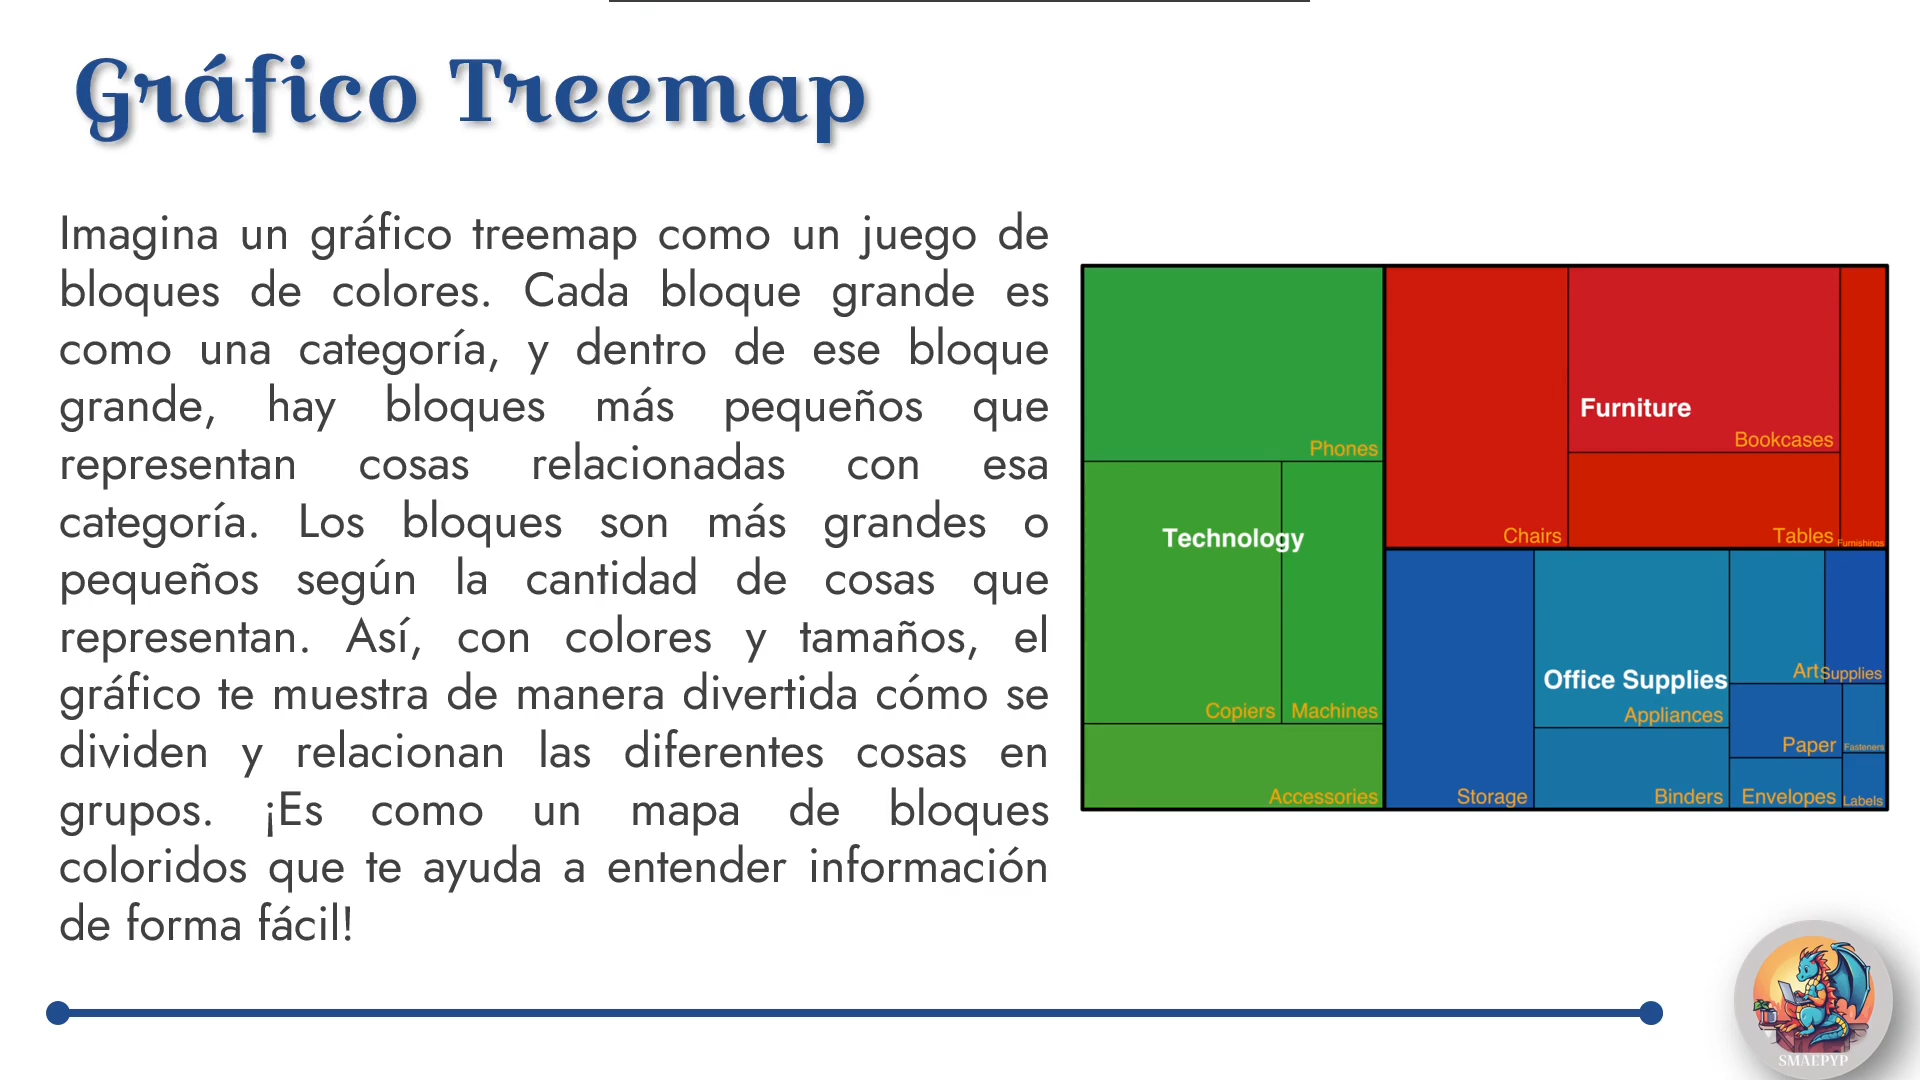 Gráfico Treemap
Imagina un gráfico treemap como un juego de
bloques de colores. Cada bloque grande es
como una categoría, y dentro de ese bloque
grande, hay bloques más pequeños que
representan cosas relacionadas con esa
categoría. Los bloques son más grandes o
pequeños según la cantidad de cosas que
representan. Así, con colores y tamaños, el
gráfico te muestra de manera divertida cómo se
dividen y relacionan las diferentes cosas en
grupos. ¡Es como un mapa de bloques
coloridos que te ayuda a entender información
de forma fácil!
Phones
Technology
Copiers
Machines
Accessories
Furniture
Bookcases
Chairs
Tables
Furnishings
Office Supplies
Appliances
Art
Supplies
Paper
Fasteners
Storage
Binders
Envelopes
Labels
SMAEPYP